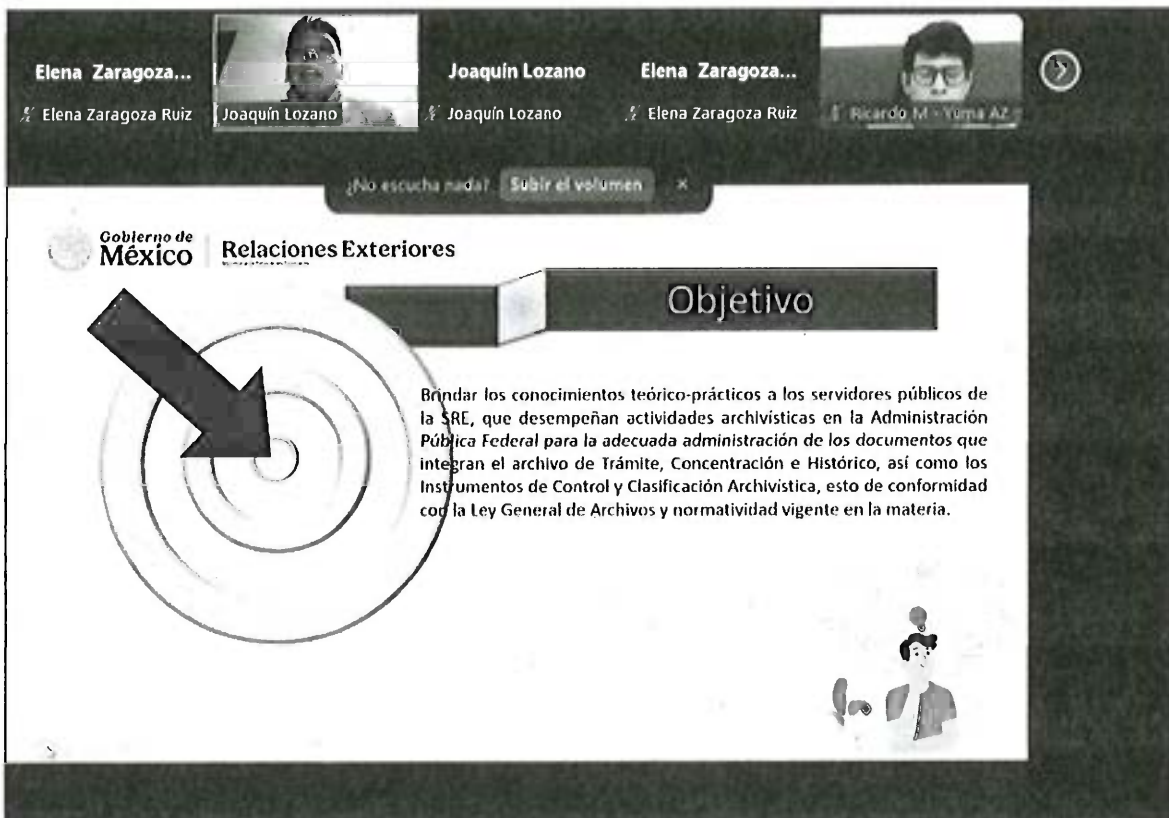 Elena Zaragoza...
Joaquín Lozano
Elena Zaragoza...
Elena Zaragoza Ruiz
Joaquín Lozano
Joaquín Lozano
Elena Zaragoza Ruiz
Ricardo M - Yuma AZ
¿No escucha nada? Subir el volumen ×
Gobierno de
México
Relaciones Exteriores
Objetivo
Brindar los conocimientos teórico-prácticos a los servidores públicos de
la SRE, que desempeñan actividades archivísticas en la Administración
Pública Federal para la adecuada administración de los documentos que
integran el archivo de Trámite, Concentración e Histórico, así como los
Instrumentos de Control y Clasificación Archivística, esto de conformidad
con la Ley General de Archivos y normatividad vigente en la materia.